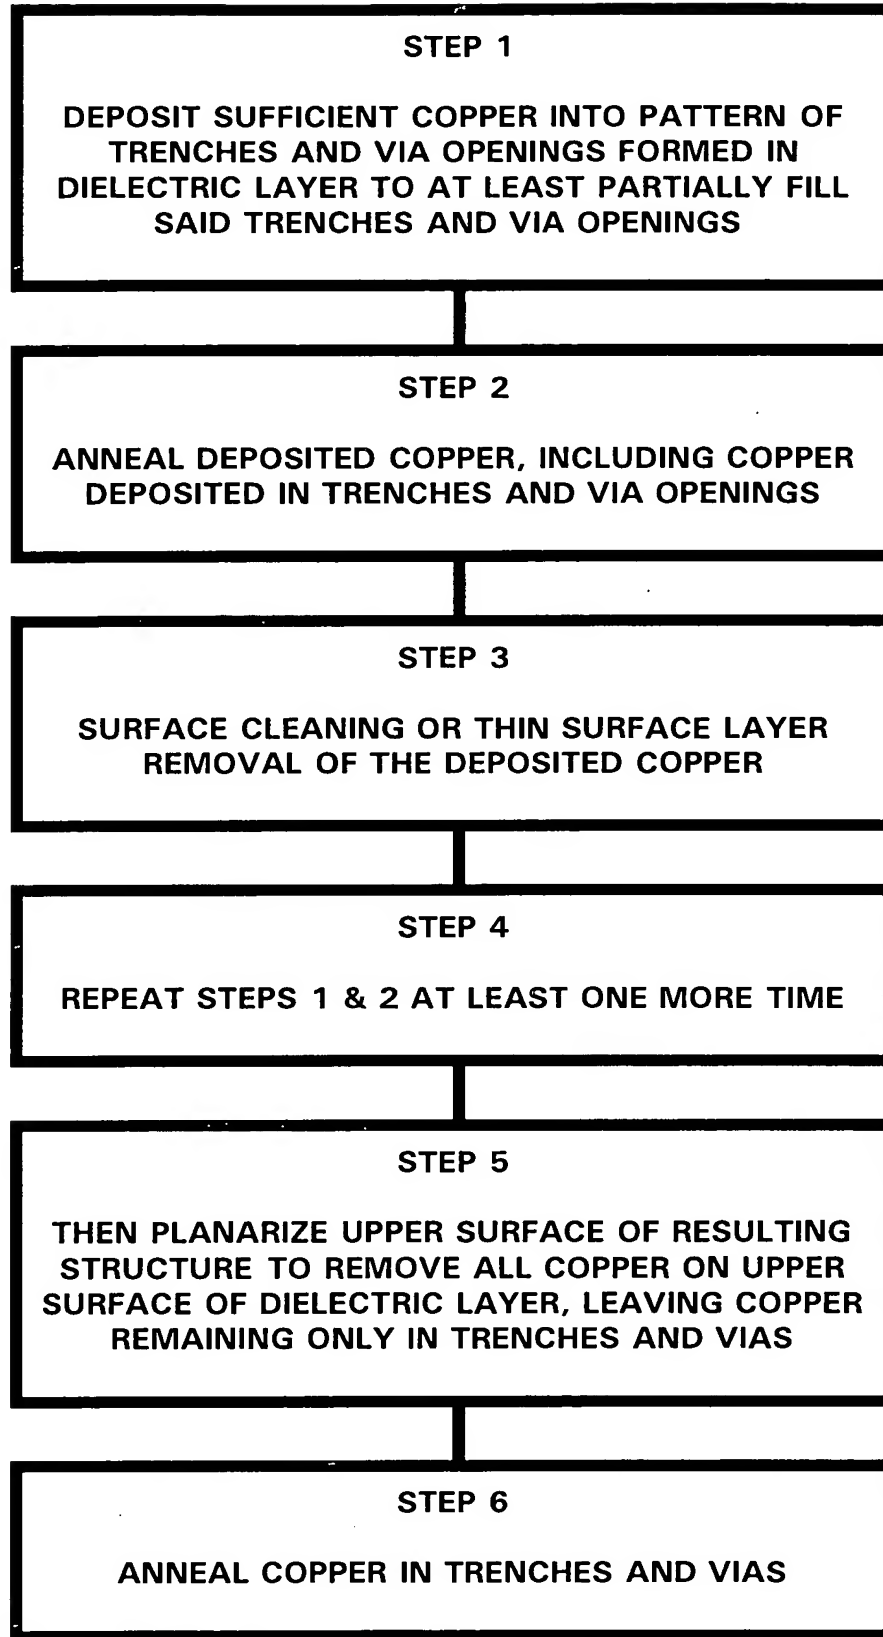 STEP 1
DEPOSIT SUFFICIENT COPPER INTO PATTERN OF
TRENCHES AND VIA OPENINGS FORMED IN
DIELECTRIC LAYER TO AT LEAST PARTIALLY FILL
SAID TRENCHES AND VIA OPENINGS
STEP 2
ANNEAL DEPOSITED COPPER, INCLUDING COPPER
DEPOSITED IN TRENCHES AND VIA OPENINGS
STEP 3
SURFACE CLEANING OR THIN SURFACE LAYER
REMOVAL OF THE DEPOSITED COPPER
STEP 4
REPEAT STEPS 1 & 2 AT LEAST ONE MORE TIME
STEP 5
THEN PLANARIZE UPPER SURFACE OF RESULTING
STRUCTURE TO REMOVE ALL COPPER ON UPPER
SURFACE OF DIELECTRIC LAYER, LEAVING COPPER
REMAINING ONLY IN TRENCHES AND VIAS
STEP 6
ANNEAL COPPER IN TRENCHES AND VIAS